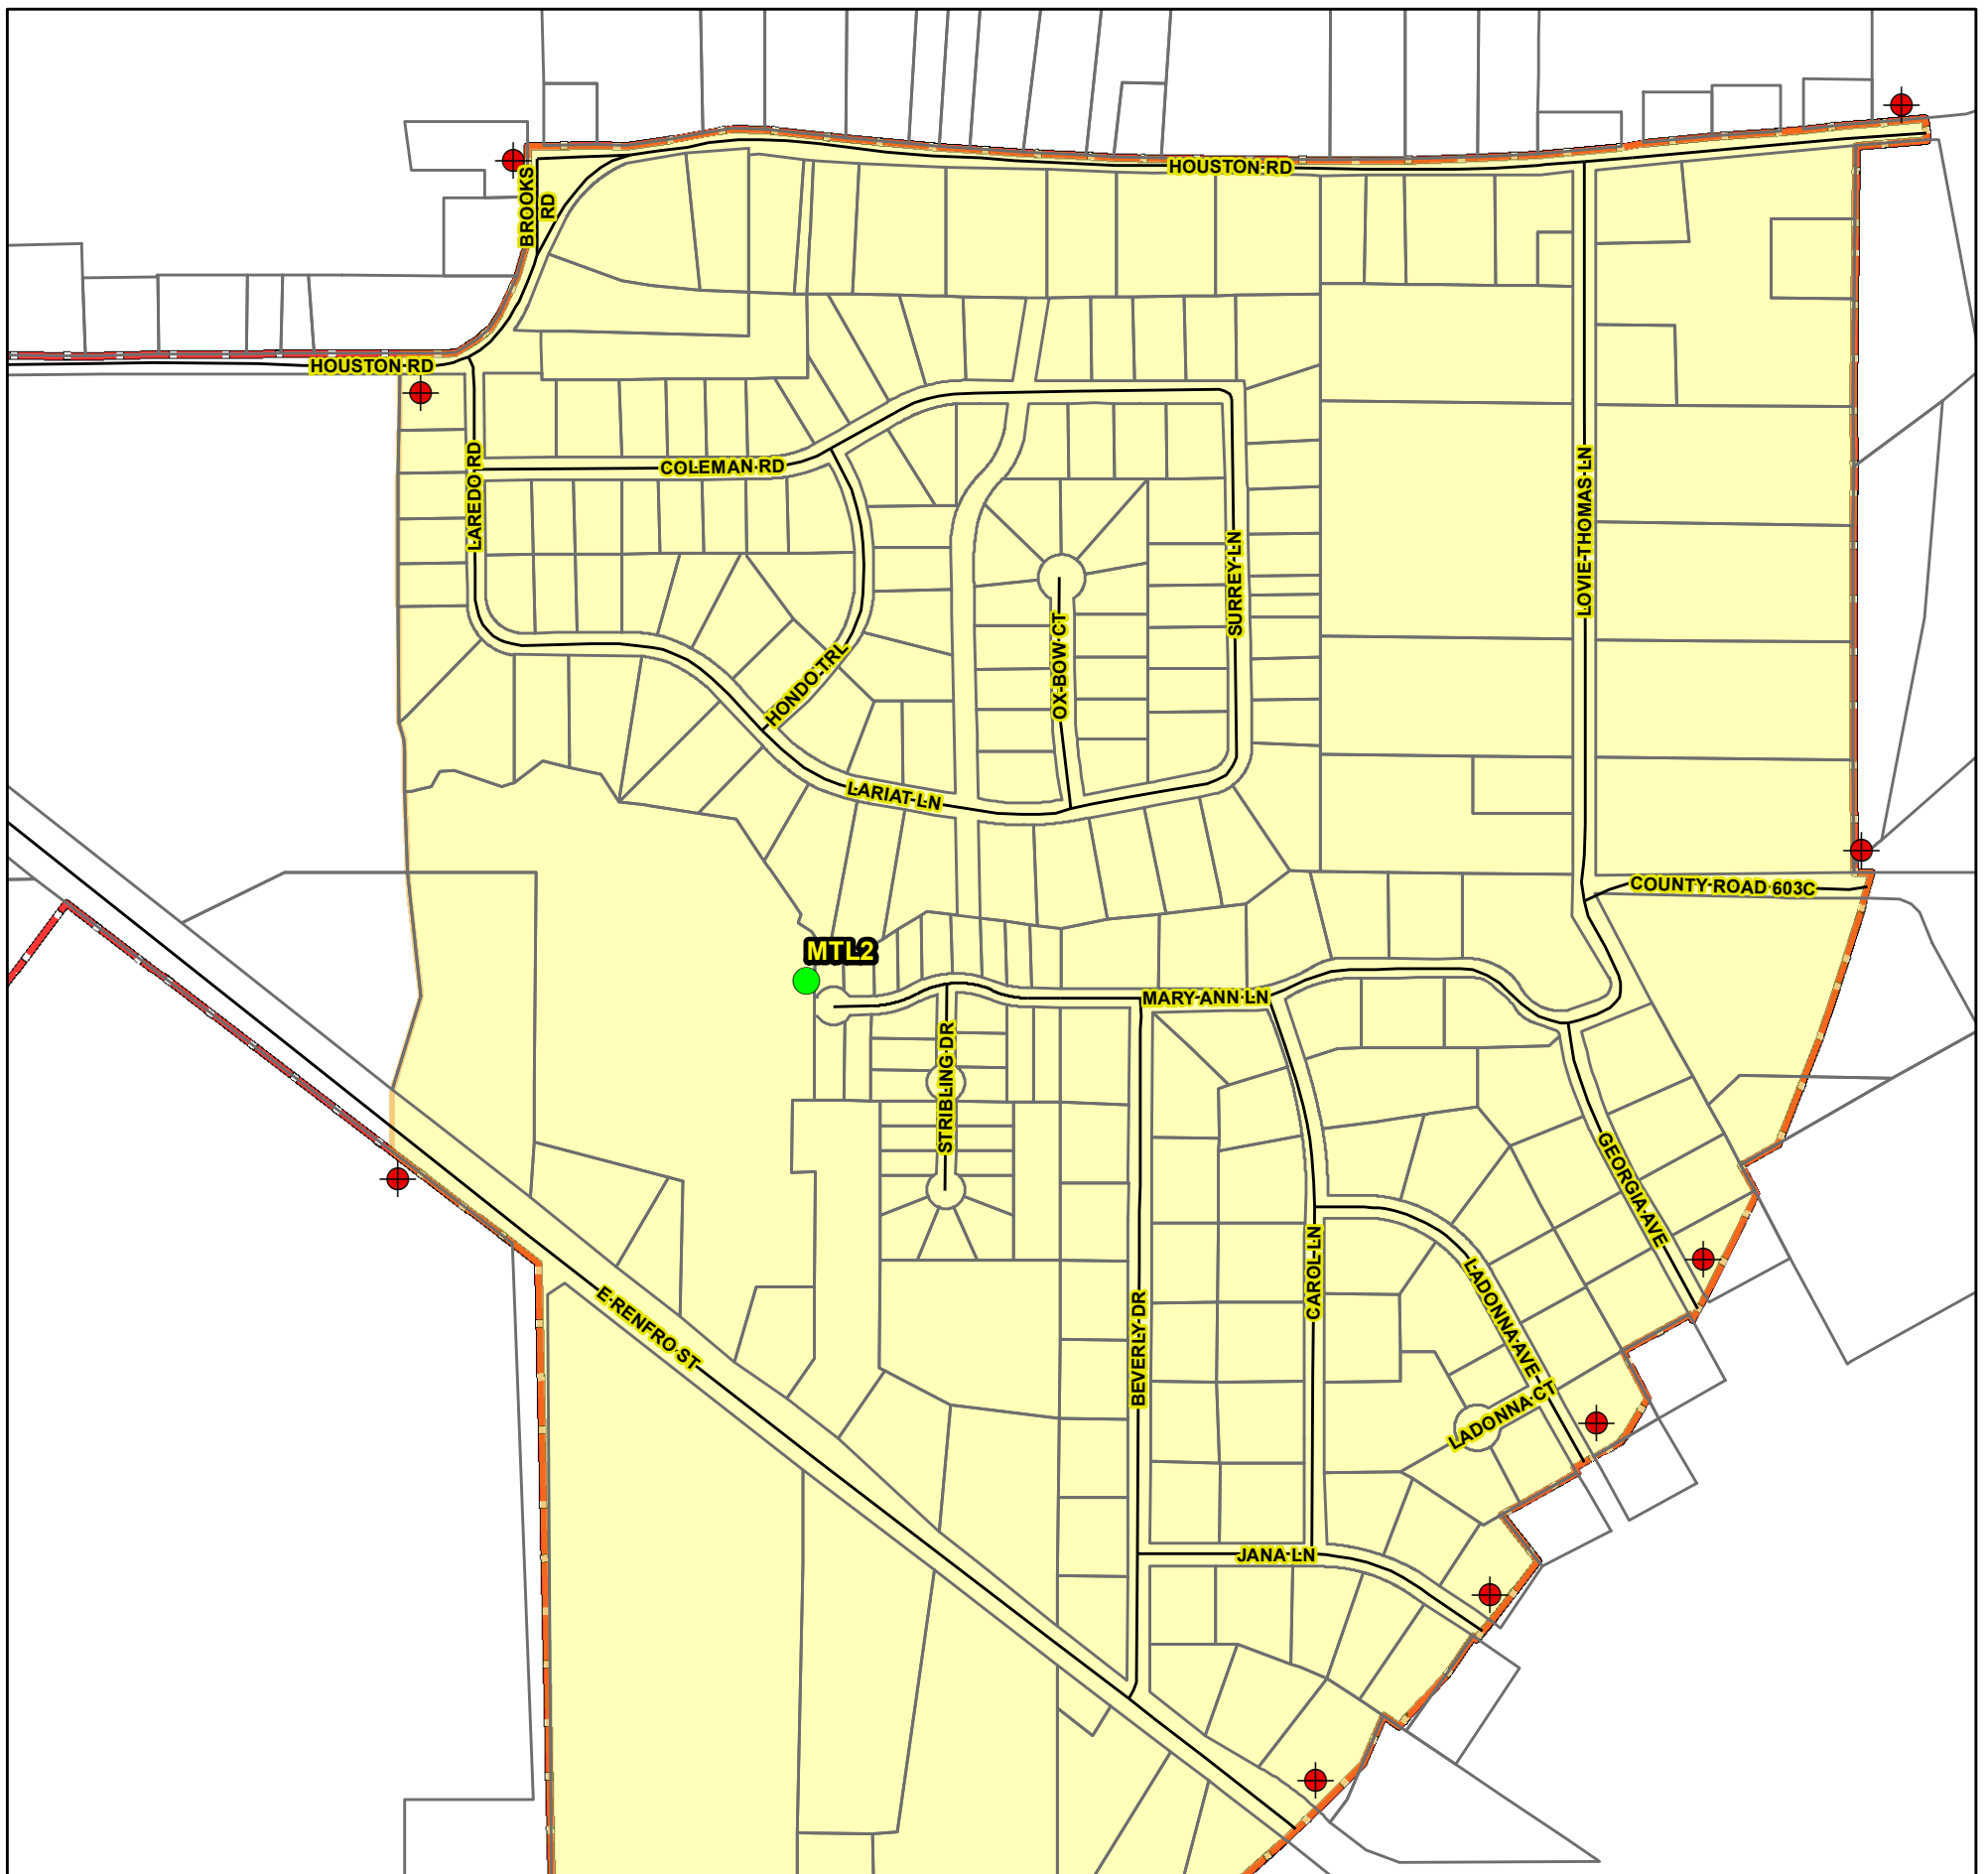 HOUSTON RD
BROOKS
RD
HOUSTON RD
COLEMAN RD
LAREDO RD
LOVIE THOMAS LN
SURREY LN
OX BOW CT
HONDO TRL
LARIAT LN
COUNTY ROAD 603C
MTL2
MARY ANN LN
STRIBLING DR
GEORGIA AVE
CAROL LN
LADONNA AVE
E RENFRO ST
BEVERLY DR
LADONNA CT
JANA LN